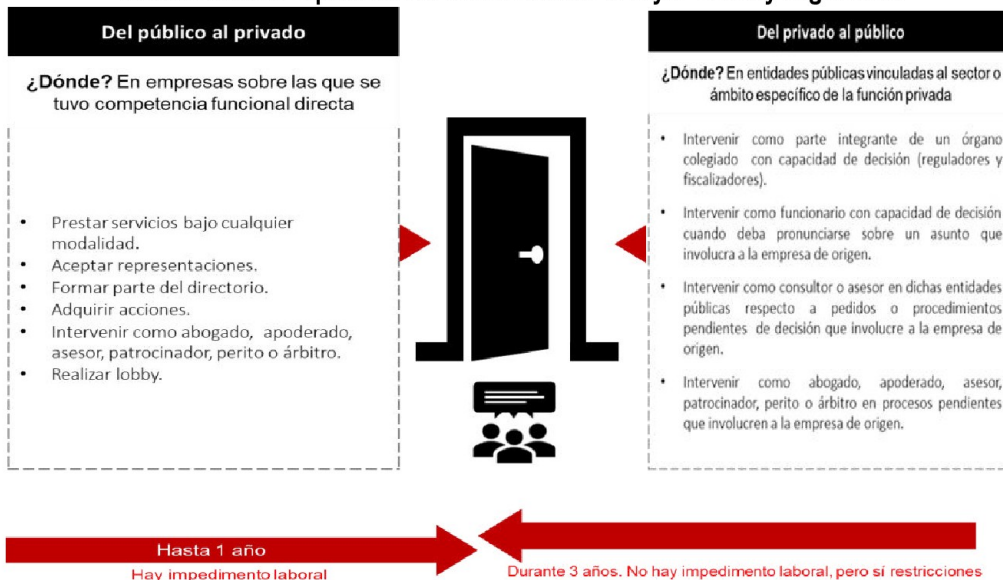 Del público al privado
¿Dónde? En empresas sobre las que se
tuvo competencia funcional directa
• Prestar servicios bajo cualquier
modalidad.
• Aceptar representaciones.
• Formar parte del directorio.
• Adquirir acciones.
• Intervenir como abogado, apoderado,
asesor, patrocinador, perito o árbitro.
• Realizar lobby.
Del privado al público
¿Dónde? En entidades públicas vinculadas al sector o
ámbito específico de la función privada
• Intervenir como parte integrante de un órgano
colegiado con capacidad de decisión (reguladores y
fiscalizadores).
• Intervenir como funcionario con capacidad de decisión
cuando deba pronunciarse sobre un asunto que
involucra a la empresa de origen.
• Intervenir como consultor o asesor en dichas entidades
públicas respecto a pedidos o procedimientos
pendientes de decisión que involucre a la empresa de
origen.
• Intervenir como abogado, apoderado, asesor,
patrocinador, perito o árbitro en procesos pendientes
que involucren a la empresa de origen.
Hasta 1 año
Hay impedimento laboral
Durante 3 años. No hay impedimento laboral, pero sí restricciones